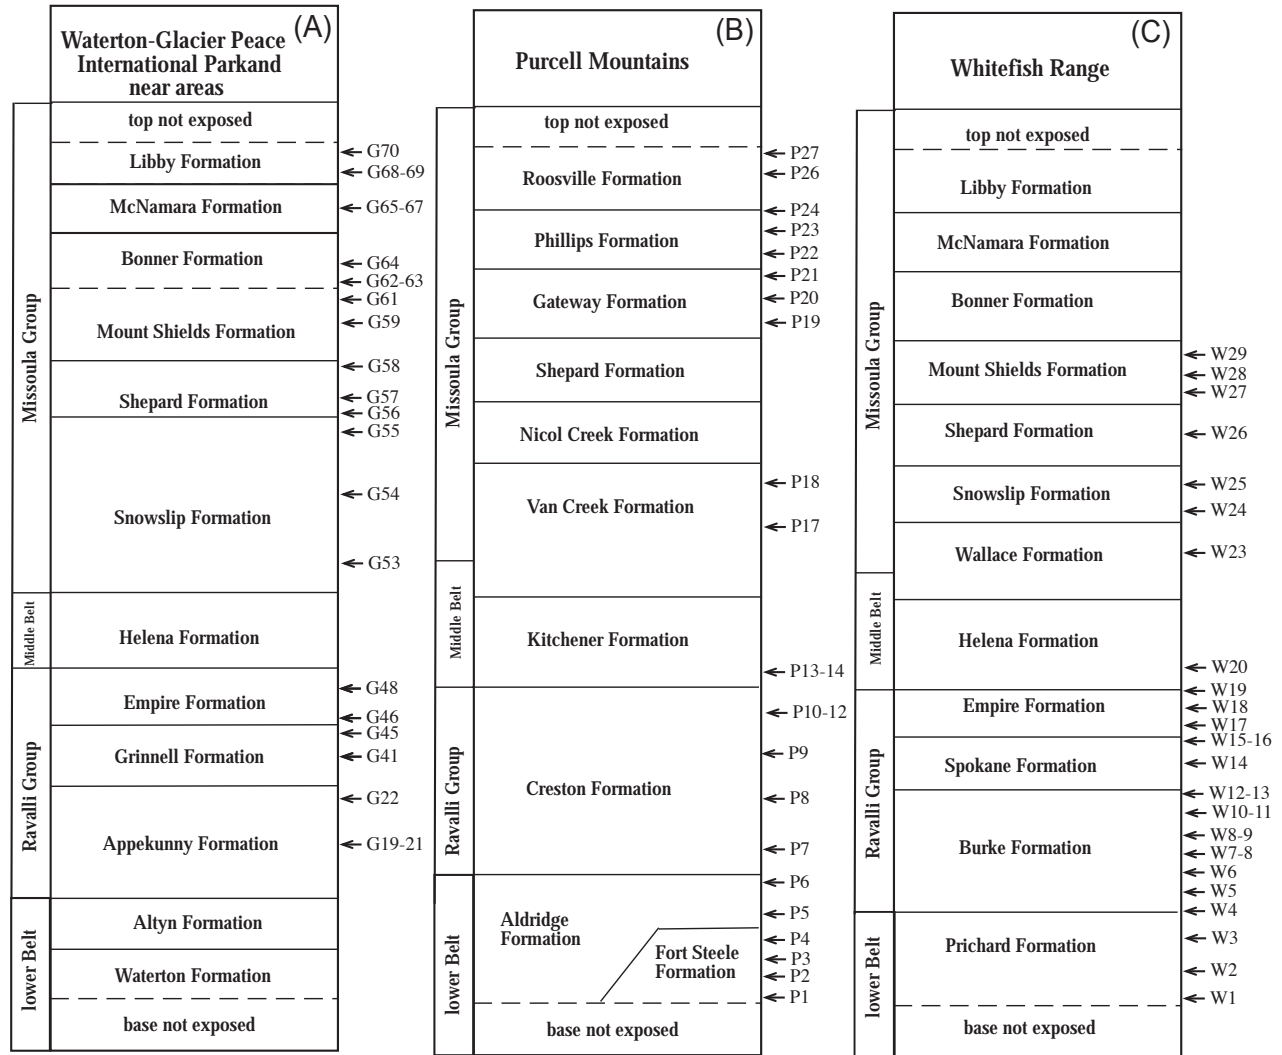 (A)
Waterton-Glacier Peace
International Parkand
near areas
top not exposed
Libby Formation
McNamara Formation
Bonner Formation
Mount Shields Formation
Shepard Formation
Snowslip Formation
Helena Formation
Empire Formation
Grinnell Formation
Appekunny Formation
Altyn Formation
Waterton Formation
base not exposed
Missoula Group
Middle Belt
Ravalli Group
lower Belt
G70
G68-69
G65-67
G64
G62-63
G61
G59
G58
G57
G56
G55
G54
G53
G48
G46
G45
G41
G22
G19-21
(B)
Purcell Mountains
top not exposed
Roosville Formation
Phillips Formation
Gateway Formation
Shepard Formation
Nicol Creek Formation
Van Creek Formation
Kitchener Formation
Creston Formation
Aldridge
Formation
Fort Steele
Formation
base not exposed
Missoula Group
Middle Belt
Ravalli Group
lower Belt
P27
P26
P24
P23
P22
P21
P20
P19
P18
P17
P13-14
P10-12
P9
P8
P7
P6
P5
P4
P3
P2
P1
(C)
Whitefish Range
top not exposed
Libby Formation
McNamara Formation
Bonner Formation
Mount Shields Formation
Shepard Formation
Snowslip Formation
Wallace Formation
Helena Formation
Empire Formation
Spokane Formation
Burke Formation
Prichard Formation
base not exposed
Missoula Group
Middle Belt
Ravalli Group
lower Belt
W29
W28
W27
W26
W25
W24
W23
W20
W19
W18
W17
W15-16
W14
W12-13
W10-11
W8-9
W7-8
W6
W5
W4
W3
W2
W1